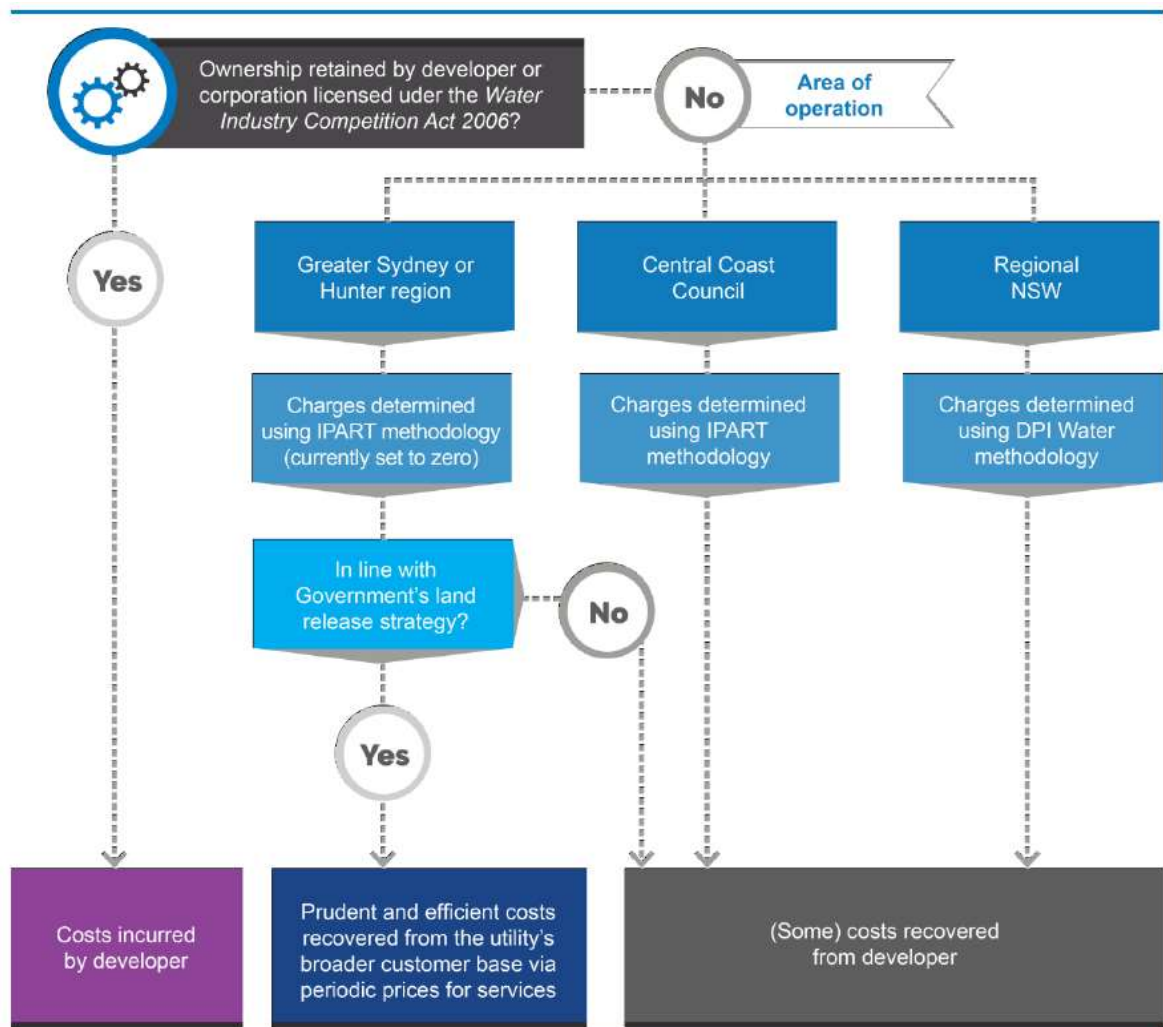 Ownership retained by developer or
corporation licensed uder the Water
Industry Competition Act 2006?
No
Area of
operation
Yes
Greater Sydney or
Hunter region
Central Coast
Council
Regional
NSW
Charges determined
using IPART methodology
(currently set to zero)
Charges determined
using IPART
methodology
Charges determined
using DPI Water
methodology
In line with
Government's land
release strategy?
No
Yes
Costs incurred
by developer
Prudent and efficient costs
recovered from the utility's
broader customer base via
periodic prices for services
(Some) costs recovered
from developer